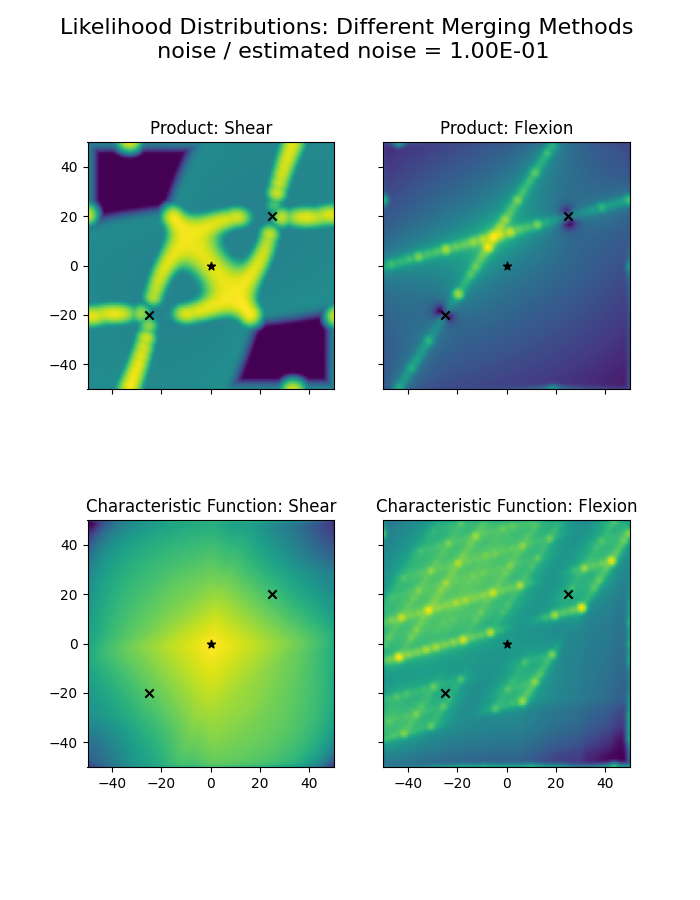 Likelihood Distributions: Different Merging Methods
noise / estimated noise = 1.00E-01
Product: Shear
Product: Flexion
40
20
0
−20
−40
Characteristic Function: Shear
Characteristic Function: Flexion
40
20
0
−20
−40
−40 −20 0 20 40
−40 −20 0 20 40